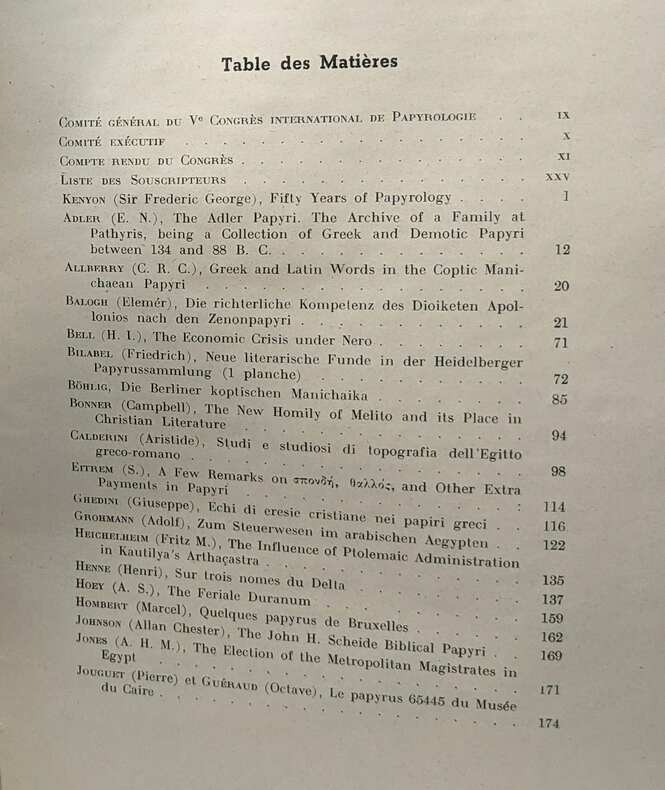 Table des Matières
COMITÉ GÉNÉRAL DU Vᵉ CONGRÈS INTERNATIONAL DE PAPYROLOGIE . . IX
COMITÉ EXÉCUTIF . . . . . . . . . . . . . . . X
COMPTE RENDU DU CONGRÈS . . . . . . . . . . . . XI
LISTE DES SOUSCRIPTEURS . . . . . . . . . . . . . XXV
KENYON (Sir Frederic George), Fifty Years of Papyrology . . . . 1
ADLER (E. N.), The Adler Papyri. The Archive of a Family at
Pathyris, being a Collection of Greek and Demotic Papyri
between 134 and 88 B. C. . . . . . . . . . . . 12
ALLBERRY (C. R. C.), Greek and Latin Words in the Coptic Mani-
chaean Papyri . . . . . . . . . . . . . . 20
BALOGH (Elemér), Die richterliche Kompetenz des Dioiketen Apol-
lonios nach den Zenonpapyri . . . . . . . . . . 21
BELL (H. I.), The Economic Crisis under Nero . . . . . . . 71
BILABEL (Friedrich), Neue literarische Funde in der Heidelberger
Papyrussammlung (1 planche) . . . . . . . . . . 72
BÖHLIG, Die Berliner koptischen Manichaika . . . . . . . 85
BONNER (Campbell), The New Homily of Melito and its Place in
Christian Literature . . . . . . . . . . . . 94
CALDERINI (Aristide), Studi e studiosi di topografia dell'Egitto
greco-romano . . . . . . . . . . . . . . 98
EITREM (S.), A Few Remarks on σπονδή, θαλλός, and Other Extra
Payments in Papyri . . . . . . . . . . . . : 114
GHEDINI (Giuseppe), Echi di eresie cristiane nei papiri greci . . 116
GROHMANN (Adolf), Zum Steuerwesen im arabischen Aegypten . . 122
HEICHELHEIM (Fritz M.), The Influence of Ptolemaic Administration
in Kautilya's Arthaçastra . . . . . . . . . . . 135
HENNE (Henri), Sur trois nomes du Delta . . . . . . . . 137
HOEY (A. S.), The Feriale Duranum . . . . . . . . . 159
HOMBERT (Marcel), Quelques papyrus de Bruxelles . . . . . 162
JOHNSON (Allan Chester), The John H. Scheide Biblical Papyri . . 169
JONES (A. H. M.), The Election of the Metropolitan Magistrates in
Egypt . . . . . . . . . . . . . . . . 171
JOUGUET (Pierre) et GUÉRAUD (Octave), Le papyrus 65445 du Musée
du Caire . . . . . . . . . . . . . . . 174